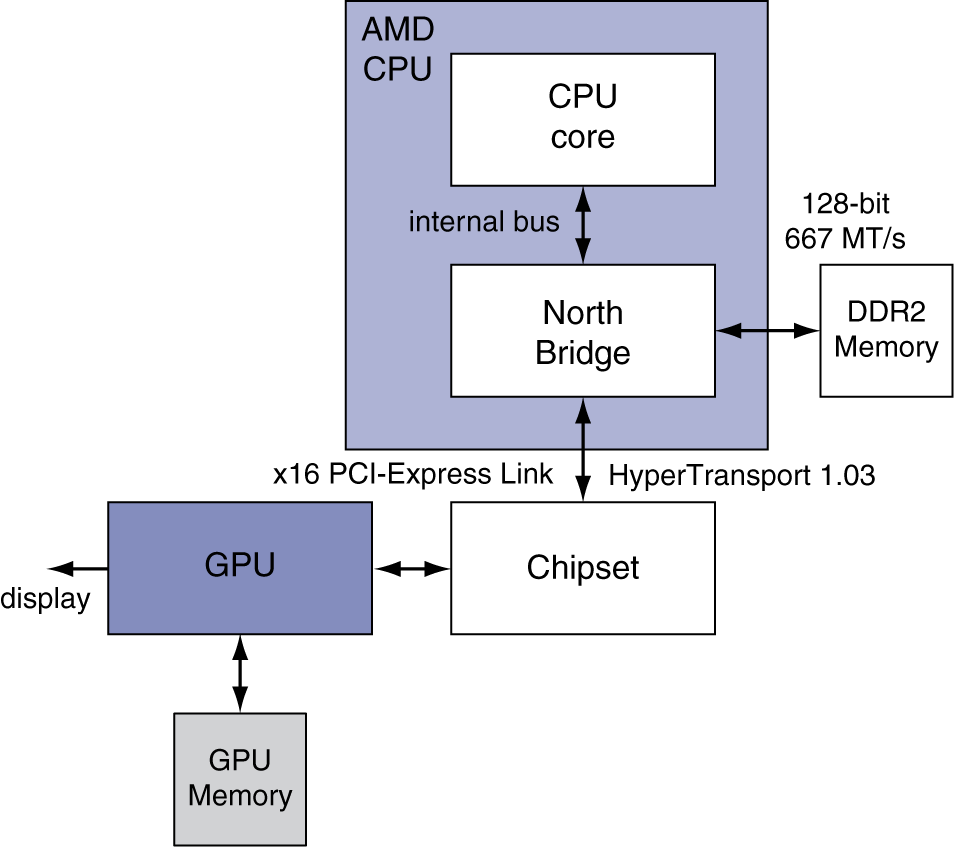 AMD
CPU
CPU
core
internal bus
128-bit
667 MT/s
North
Bridge
DDR2
Memory
x16 PCI-Express Link
HyperTransport 1.03
GPU
Chipset
display
GPU
Memory